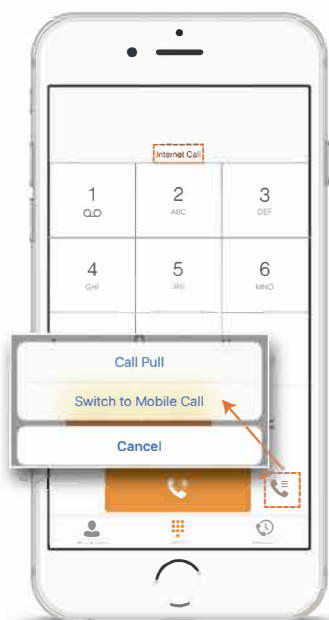 Internet Call
1
2
3
ABC
DEF
4
5
6
GHI
JKL
MNO
Call Pull
Switch to Mobile Call
Cancel